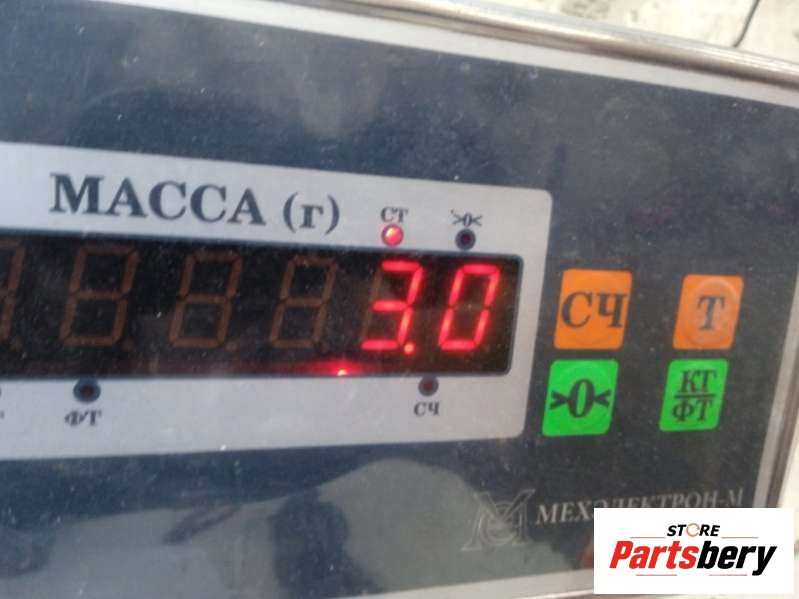 МАССА (г)
СТ
>0<
3.0
СЧ
Т
ФТ
СЧ
>0<
КТ
ФТ
МЕХЭЛЕКТРОН-М
STORE
Partsbery